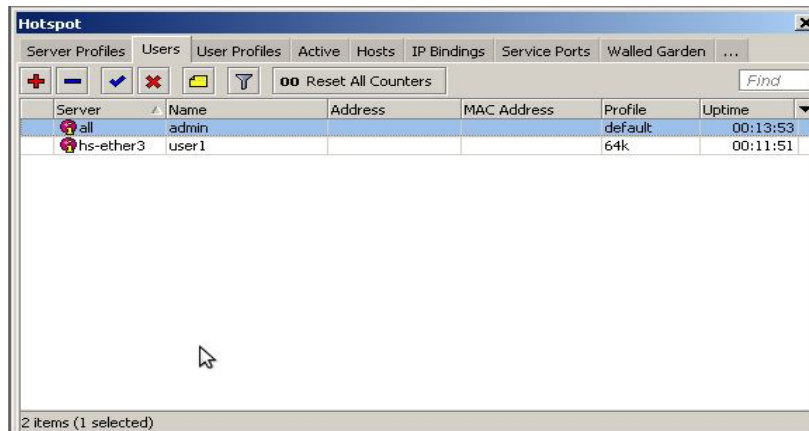 Hotspot
Server Profiles Users User Profiles Active Hosts IP Bindings Service Ports Walled Garden ...
00 Reset All Counters Find
Server Name Address MAC Address Profile Uptime
all admin default 00:13:53
hs-ether3 user1 64k 00:11:51
2 items (1 selected)